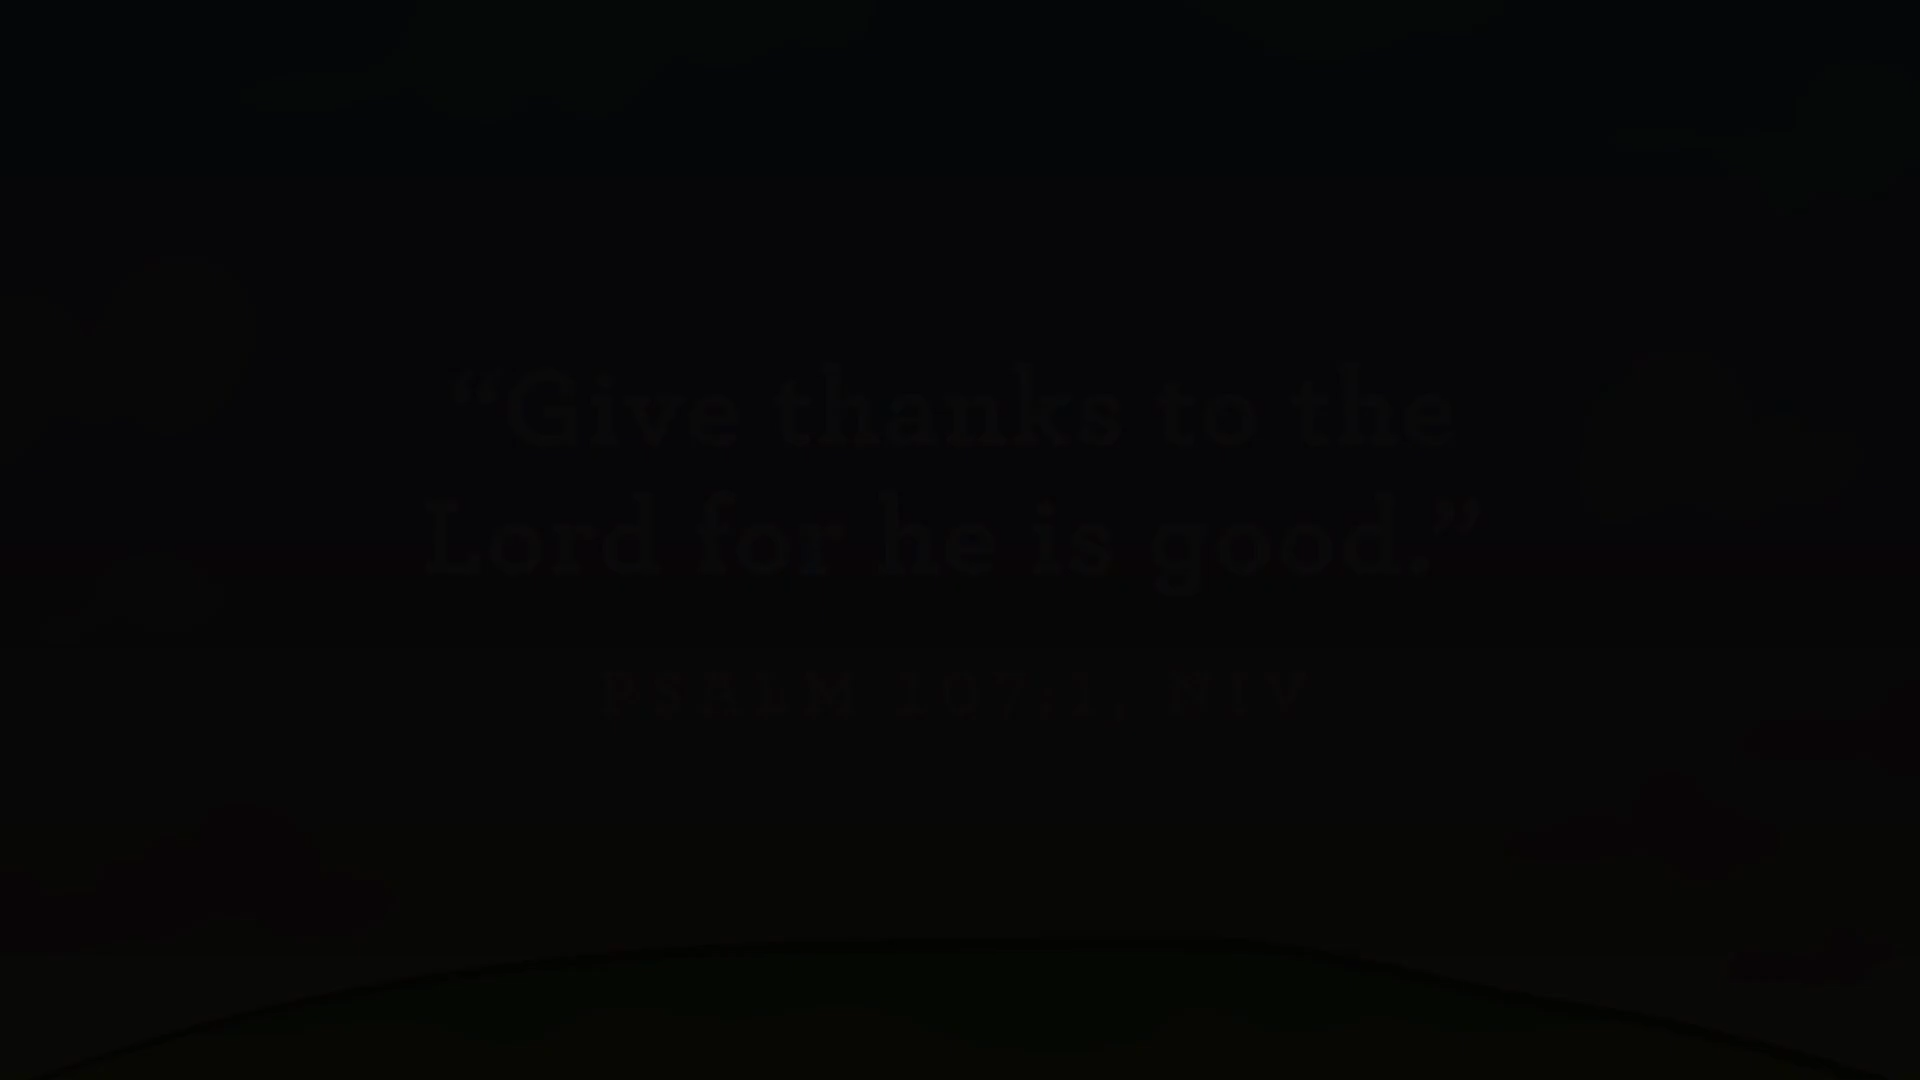 “Give thanks to the
Lord for he is good.”
PSALM 107:1, NIV